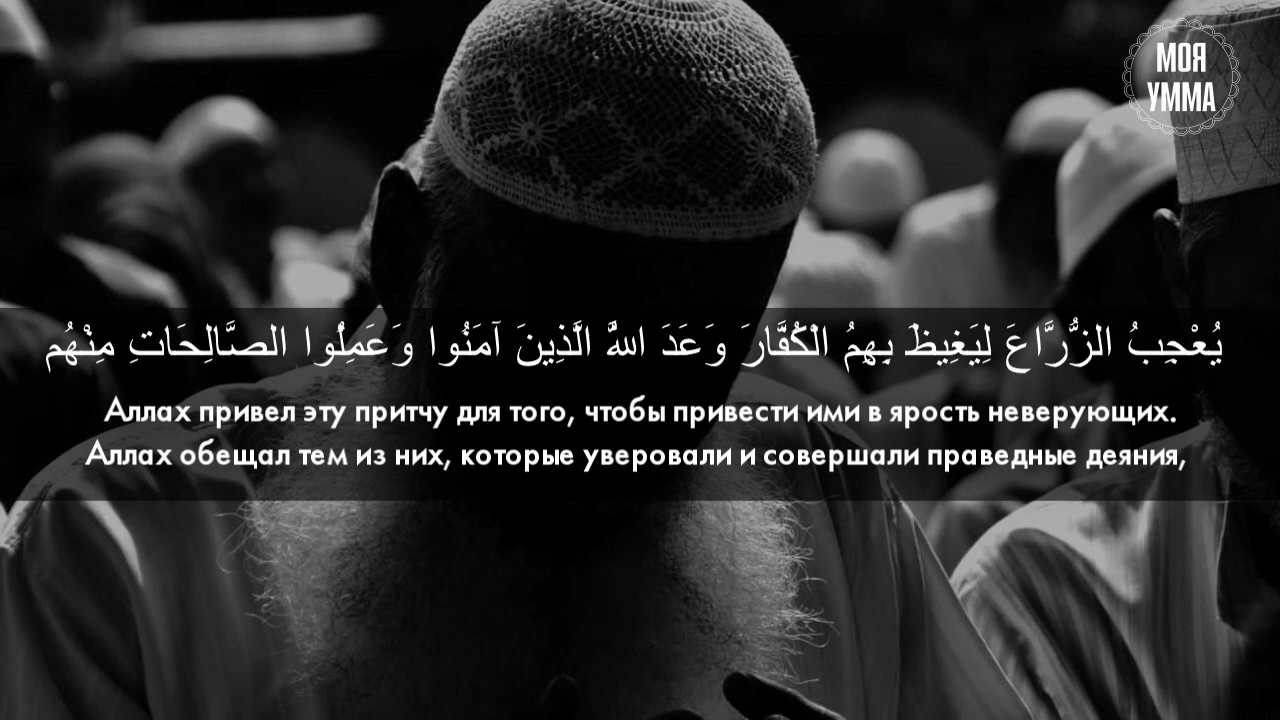 МОЯ
УММА
يُعْجِبُ الزُّرَّاعَ لِيَغِيظَ بِهِمُ الْكُفَّارَ وَعَدَ اللَّهُ الَّذِينَ آمَنُوا وَعَمِلُوا الصَّالِحَاتِ مِنْهُم
Аллах привел эту притчу для того, чтобы привести ими в ярость неверующих.
Аллах обещал тем из них, которые уверовали и совершали праведные деяния,